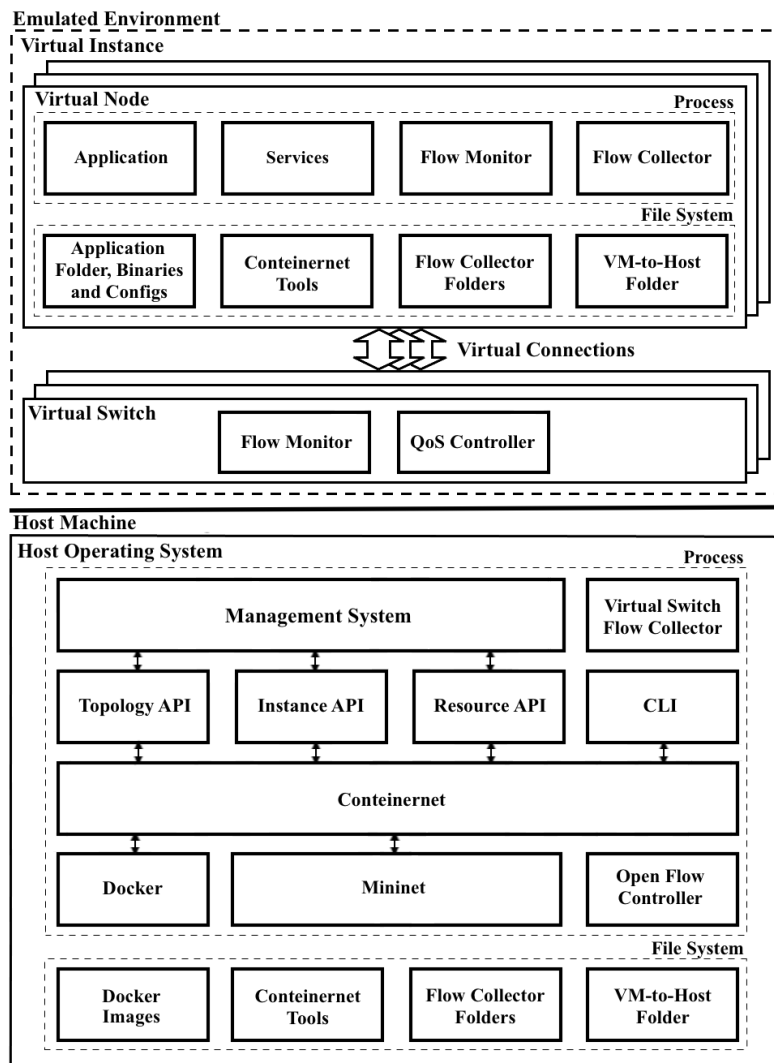 Emulated Environment
Virtual Instance
Virtual Node
Process
Application
Services
Flow Monitor
Flow Collector
File System
Application
Folder, Binaries
and Configs
Conteinernet
Tools
Flow Collector
Folders
VM-to-Host
Folder
Virtual Connections
Virtual Switch
Flow Monitor
QoS Controller
Host Machine
Host Operating System
Process
Management System
Virtual Switch
Flow Collector
Topology API
Instance API
Resource API
CLI
Conteinernet
Docker
Mininet
Open Flow
Controller
File System
Docker
Images
Conteinernet
Tools
Flow Collector
Folders
VM-to-Host
Folder